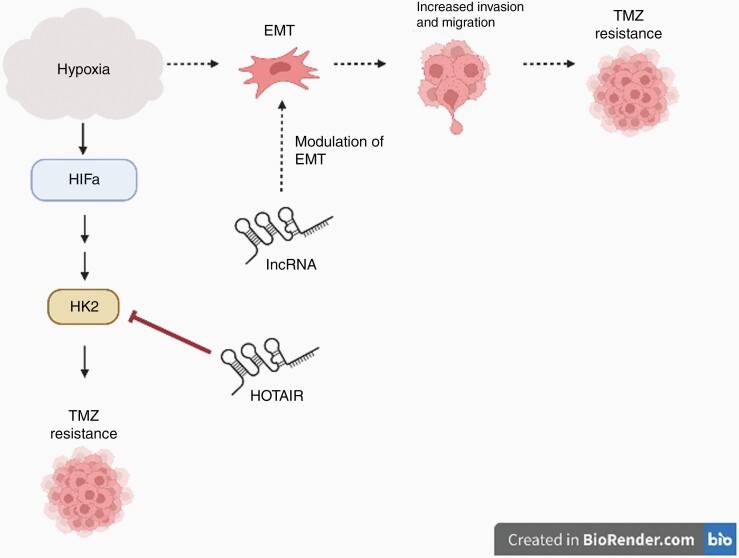 Hypoxia
EMT
Increased invasion
and migration
TMZ
resistance
Modulation of
EMT
HIFa
lncRNA
HK2
HOTAIR
TMZ
resistance
Created in BioRender.com bio